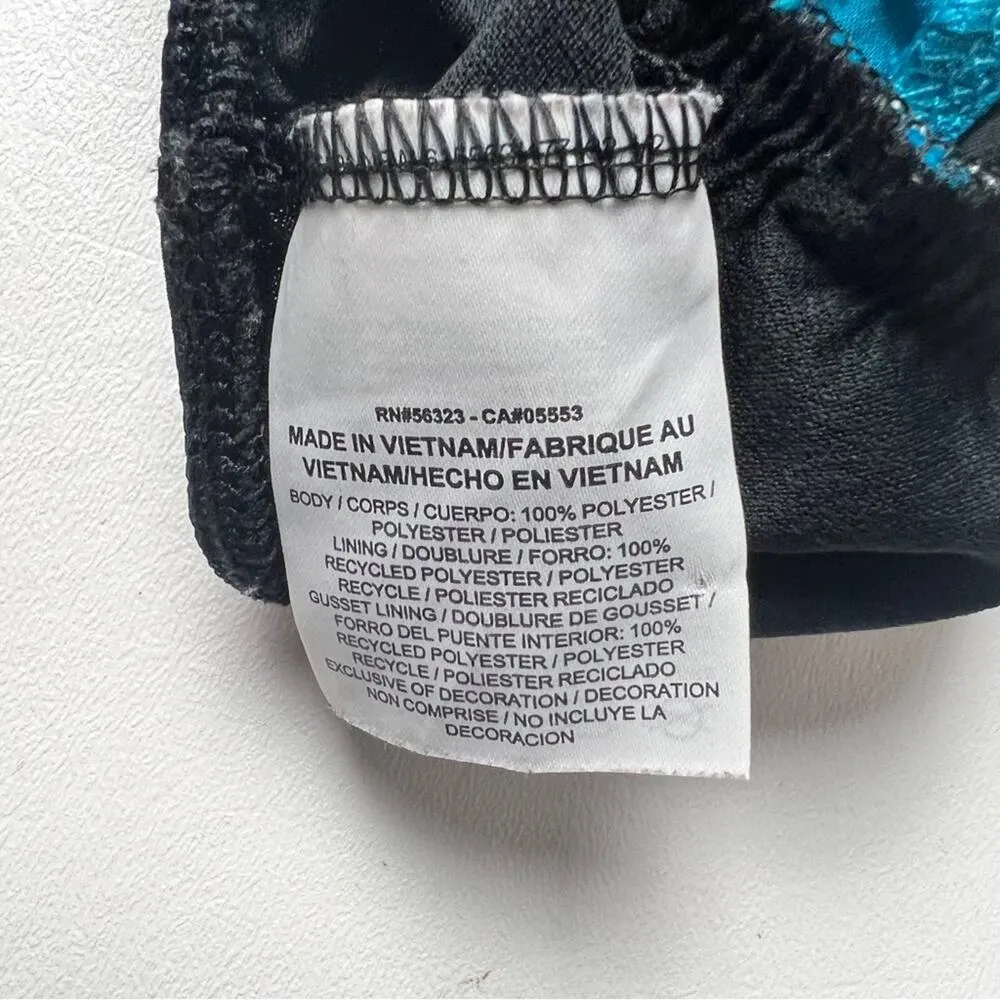 RN#56323 - CA#05553
MADE IN VIETNAM/FABRIQUE AU
VIETNAM/HECHO EN VIETNAM
BODY / CORPS / CUERPO: 100% POLYESTER /
POLYESTER / POLIESTER
LINING / DOUBLURE / FORRO: 100%
RECYCLED POLYESTER / POLYESTER
RECYCLE / POLIESTER RECICLADO
GUSSET LINING / DOUBLURE DE GOUSSET /
FORRO DEL PUENTE INTERIOR: 100%
RECYCLED POLYESTER / POLYESTER
RECYCLE / POLIESTER RECICLADO
EXCLUSIVE OF DECORATION / DECORATION
NON COMPRISE / NO INCLUYE LA
DECORACION